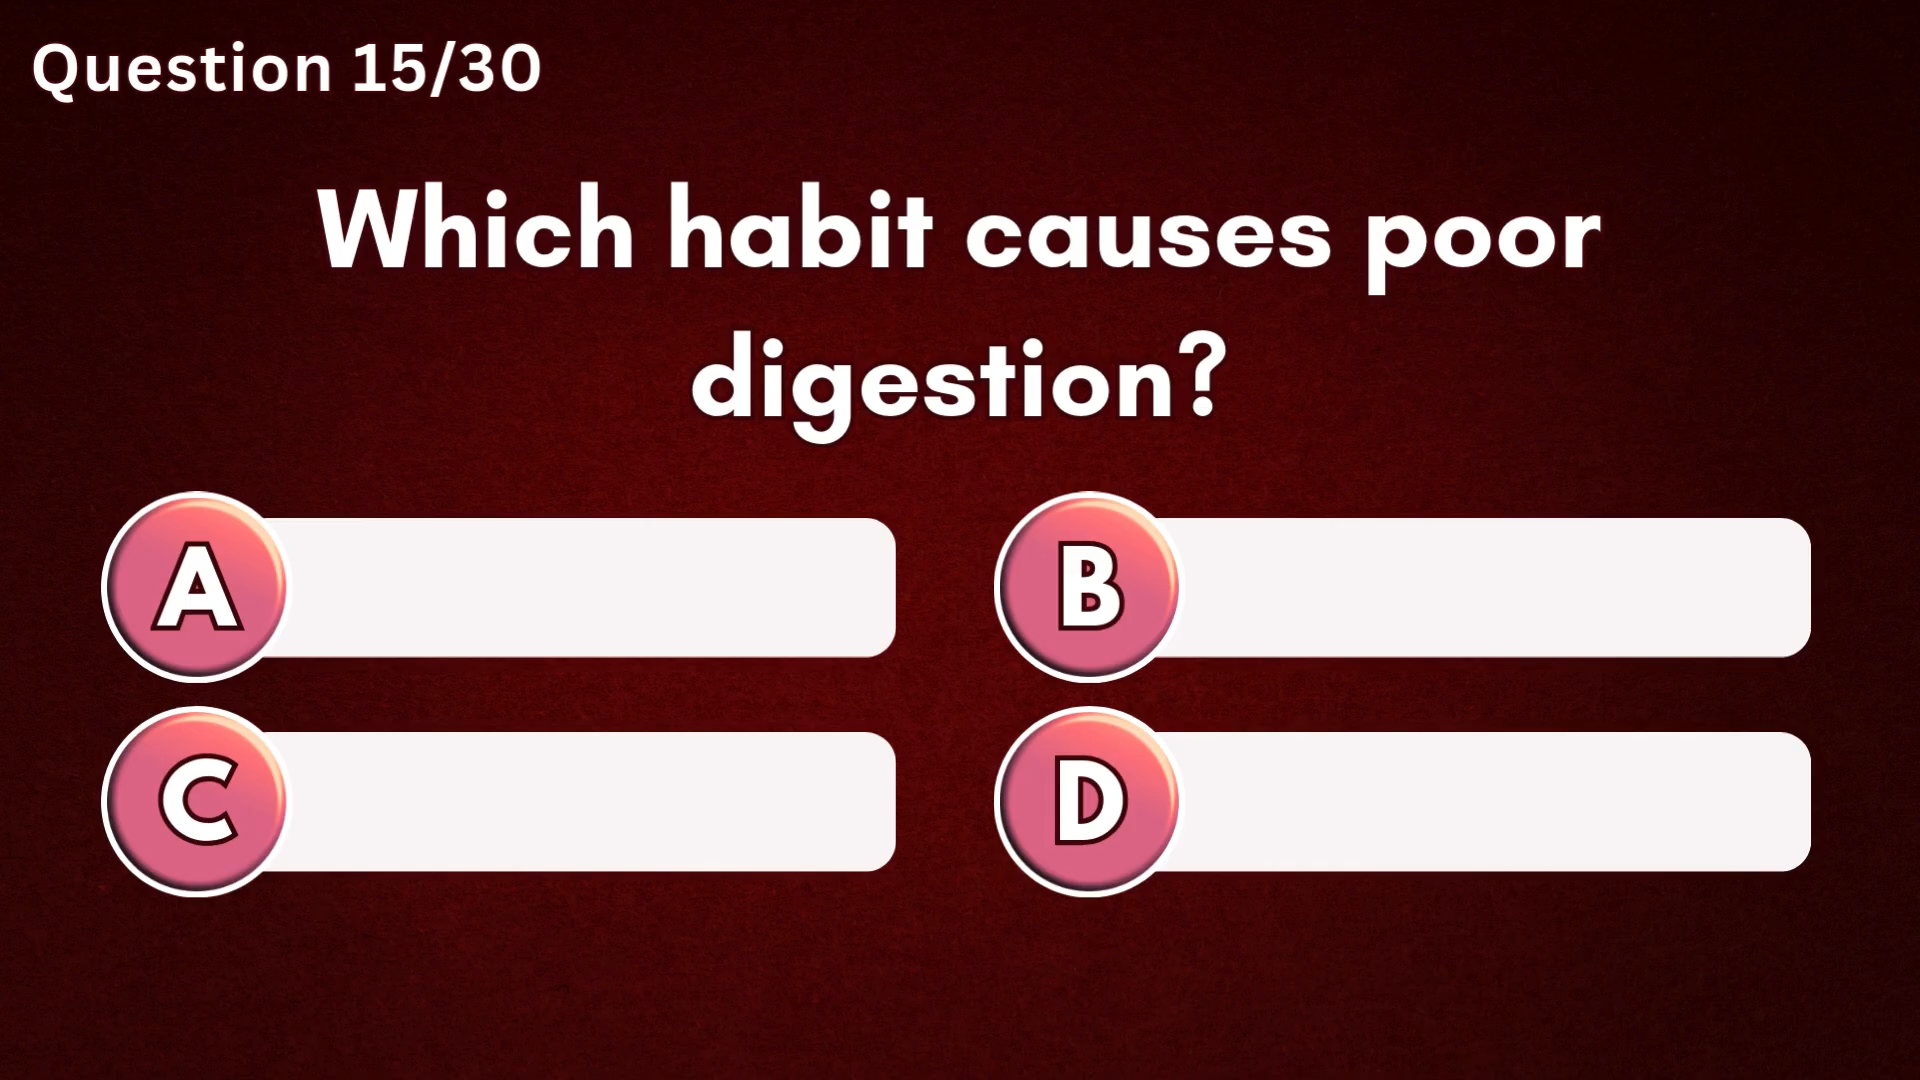 Question 15/30
Which habit causes poor
digestion?
A
B
C
D